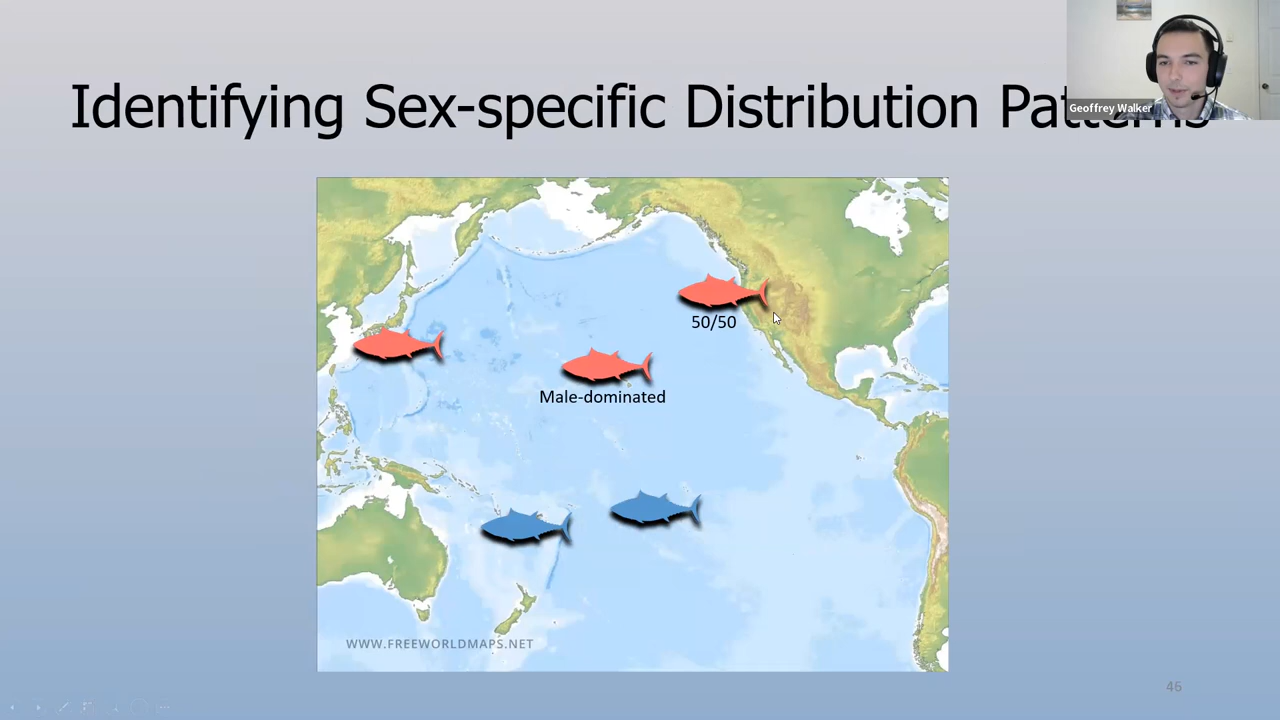 Identifying Sex-specific Distribution Patterns
Geoffrey Walker
50/50
Male-dominated
WWW.FREEWORLDMAPS.NET
46